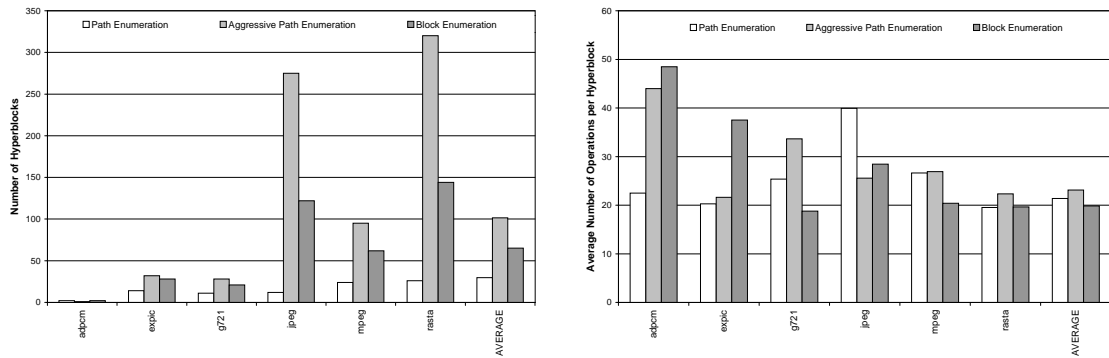 Path Enumeration Aggressive Path Enumeration Block Enumeration
Number of Hyperblocks
350
300
250
200
150
100
50
0
adpcm
expic
g721
jpeg
mpeg
rasta
AVERAGE
Path Enumeration Aggressive Path Enumeration Block Enumeration
Average Number of Operations per Hyperblock
60
50
40
30
20
10
0
adpcm
expic
g721
jpeg
mpeg
rasta
AVERAGE